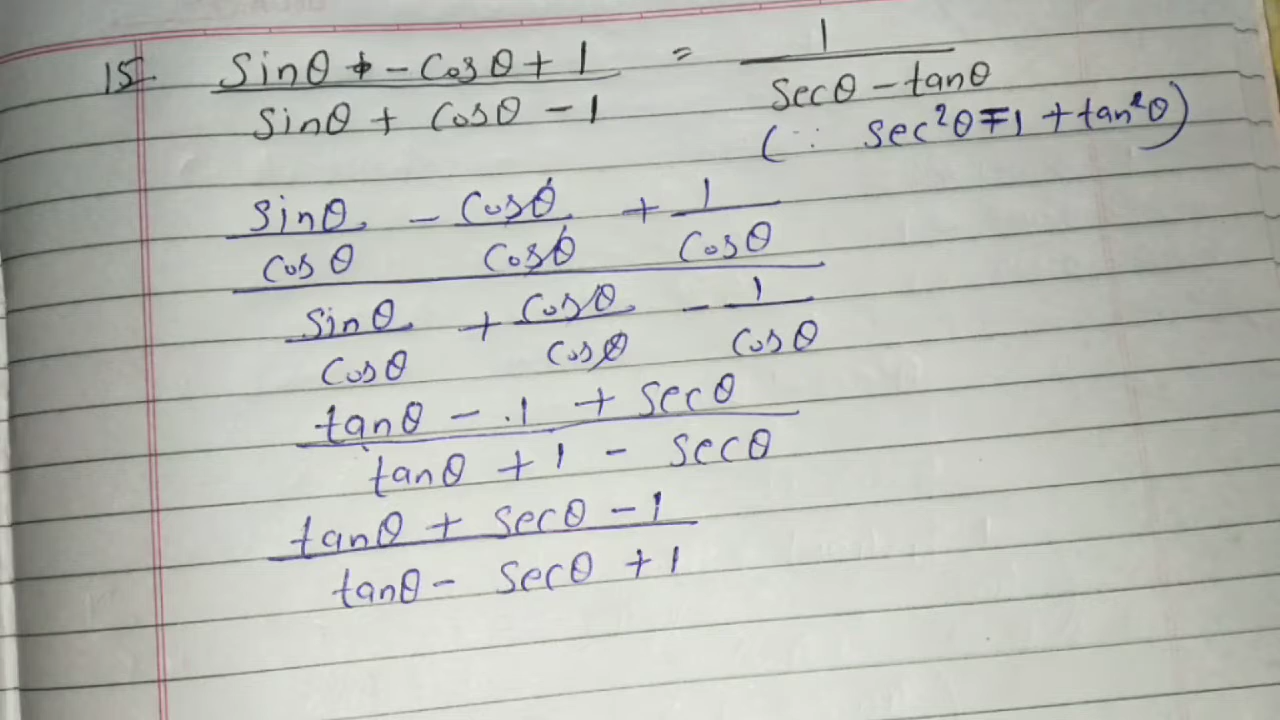 15. (sinθ - cosθ + 1)/(sinθ + cosθ - 1) = 1/(secθ - tanθ)
(∵ sec²θ = 1 + tan²θ)
(sinθ/cosθ - cosθ/cosθ + 1/cosθ)/(sinθ/cosθ + cosθ/cosθ - 1/cosθ)
(tanθ - 1 + secθ)/(tanθ + 1 - secθ)
(tanθ + secθ - 1)/(tanθ - secθ + 1)